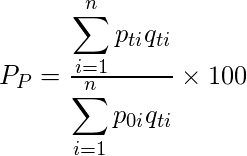 P_P = \frac{\sum_{i=1}^{n} p_{ti} q_{ti}}{\sum_{i=1}^{n} p_{0i} q_{ti}} \times 100